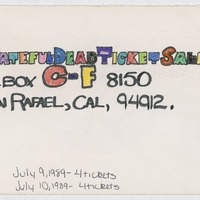 ATEFUL DEAD TICKET SAL
BOX C-F 8150
N RAFAEL, CAL, 94912.
July 9, 1989- 4 tickets
July 10, 1989- 4 tickets